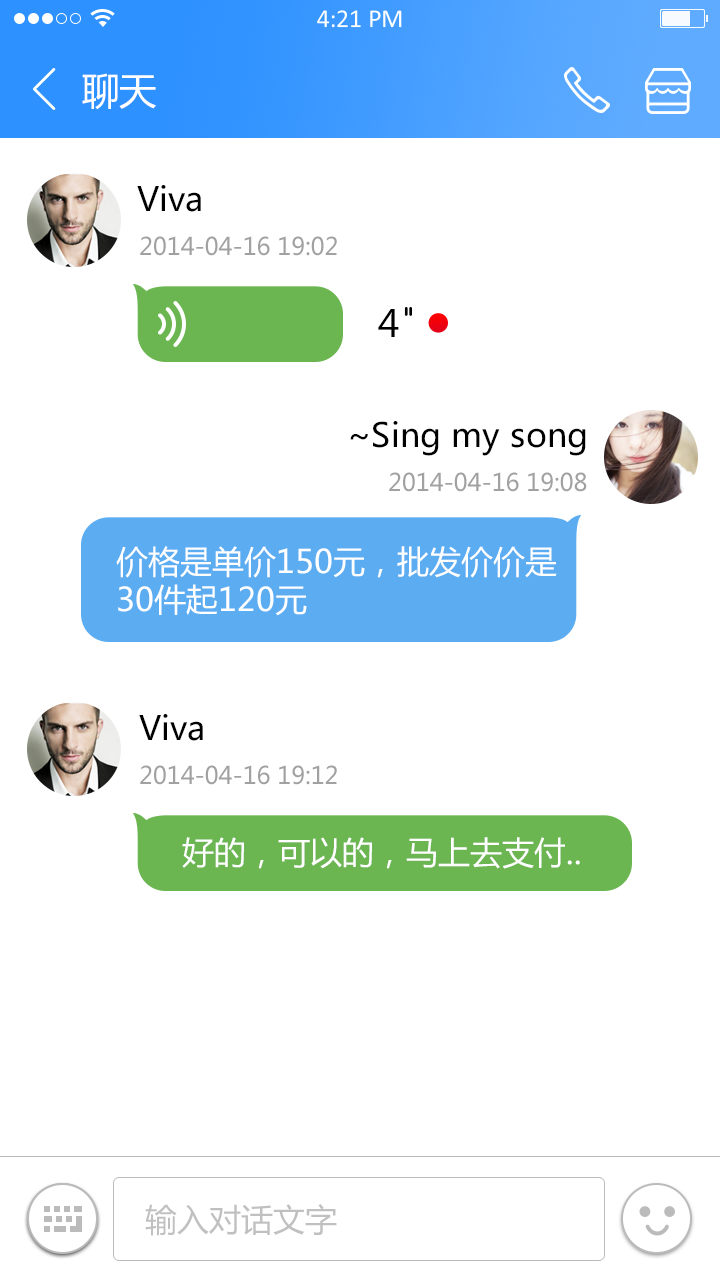 4:21 PM
聊天
Viva
2014-04-16 19:02
4"
~Sing my song
2014-04-16 19:08
价格是单价150元，批发价价是
30件起120元
Viva
2014-04-16 19:12
好的，可以的，马上去支付..
输入对话文字